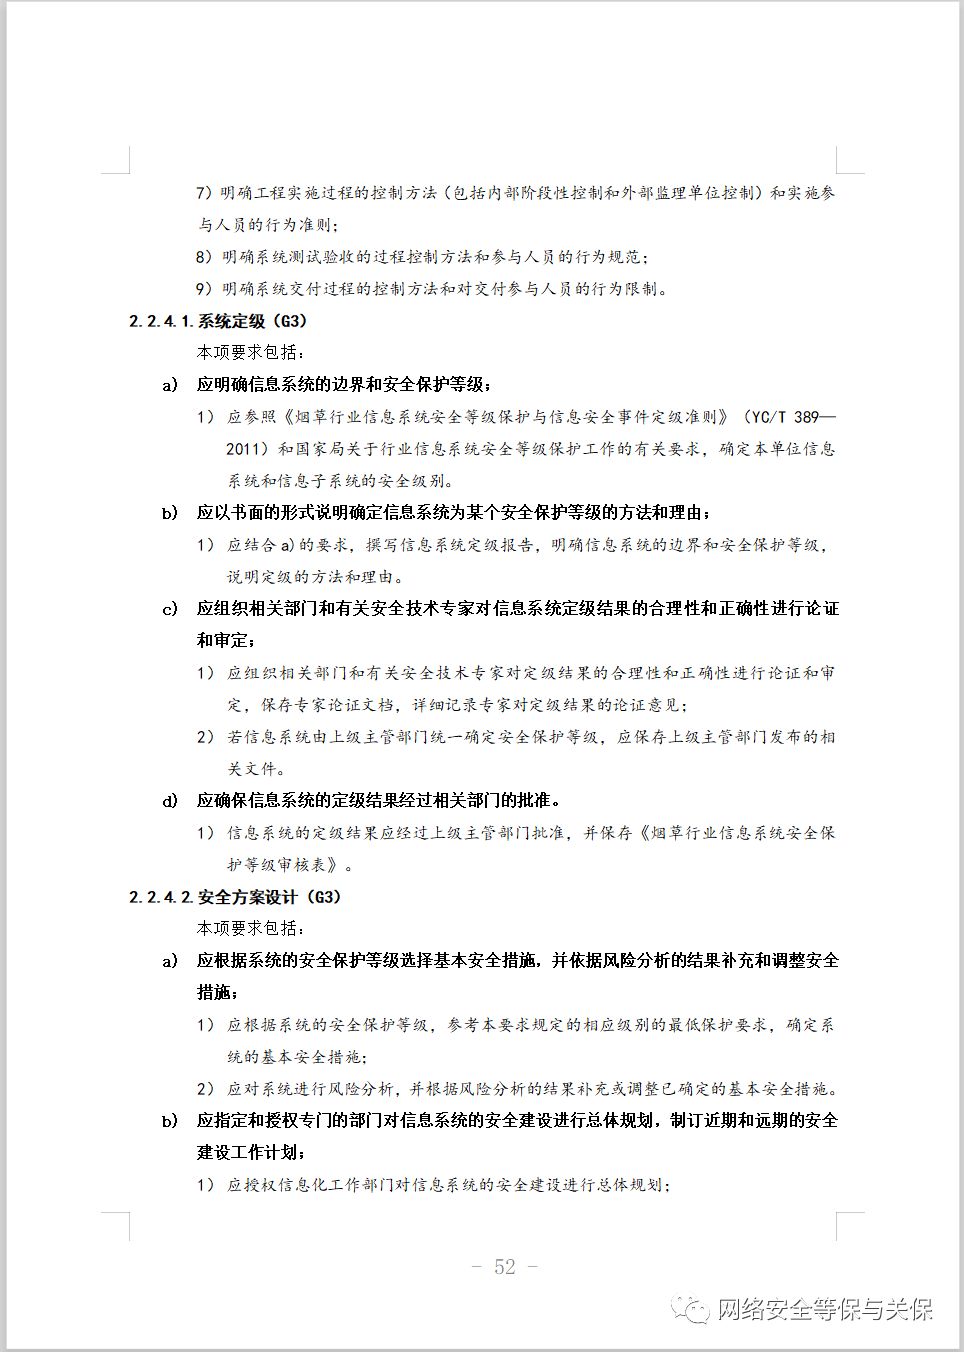 7）明确工程实施过程的控制方法（包括内部阶段性控制和外部监理单位控制）和实施参
与人员的行为准则；
8）明确系统测试验收的过程控制方法和参与人员的行为规范；
9）明确系统交付过程的控制方法和对交付参与人员的行为限制。
2.2.4.1.系统定级（G3）
本项要求包括：
a) 应明确信息系统的边界和安全保护等级；
1） 应参照《烟草行业信息系统安全等级保护与信息安全事件定级准则》（YC/T 389—
2011）和国家局关于行业信息系统安全等级保护工作的有关要求，确定本单位信息
系统和信息子系统的安全级别。
b) 应以书面的形式说明确定信息系统为某个安全保护等级的方法和理由；
1） 应结合 a)的要求，撰写信息系统定级报告，明确信息系统的边界和安全保护等级，
说明定级的方法和理由。
c) 应组织相关部门和有关安全技术专家对信息系统定级结果的合理性和正确性进行论证
和审定；
1） 应组织相关部门和有关安全技术专家对定级结果的合理性和正确性进行论证和审
定，保存专家论证文档，详细记录专家对定级结果的论证意见；
2） 若信息系统由上级主管部门统一确定安全保护等级，应保存上级主管部门发布的相
关文件。
d) 应确保信息系统的定级结果经过相关部门的批准。
1） 信息系统的定级结果应经过上级主管部门批准，并保存《烟草行业信息系统安全保
护等级审核表》。
2.2.4.2.安全方案设计（G3）
本项要求包括：
a) 应根据系统的安全保护等级选择基本安全措施，并依据风险分析的结果补充和调整安全
措施；
1） 应根据系统的安全保护等级，参考本要求规定的相应级别的最低保护要求，确定系
统的基本安全措施；
2） 应对系统进行风险分析，并根据风险分析的结果补充或调整已确定的基本安全措施。
b) 应指定和授权专门的部门对信息系统的安全建设进行总体规划，制订近期和远期的安全
建设工作计划；
1） 应授权信息化工作部门对信息系统的安全建设进行总体规划；
- 52 -
网络安全等保与关保